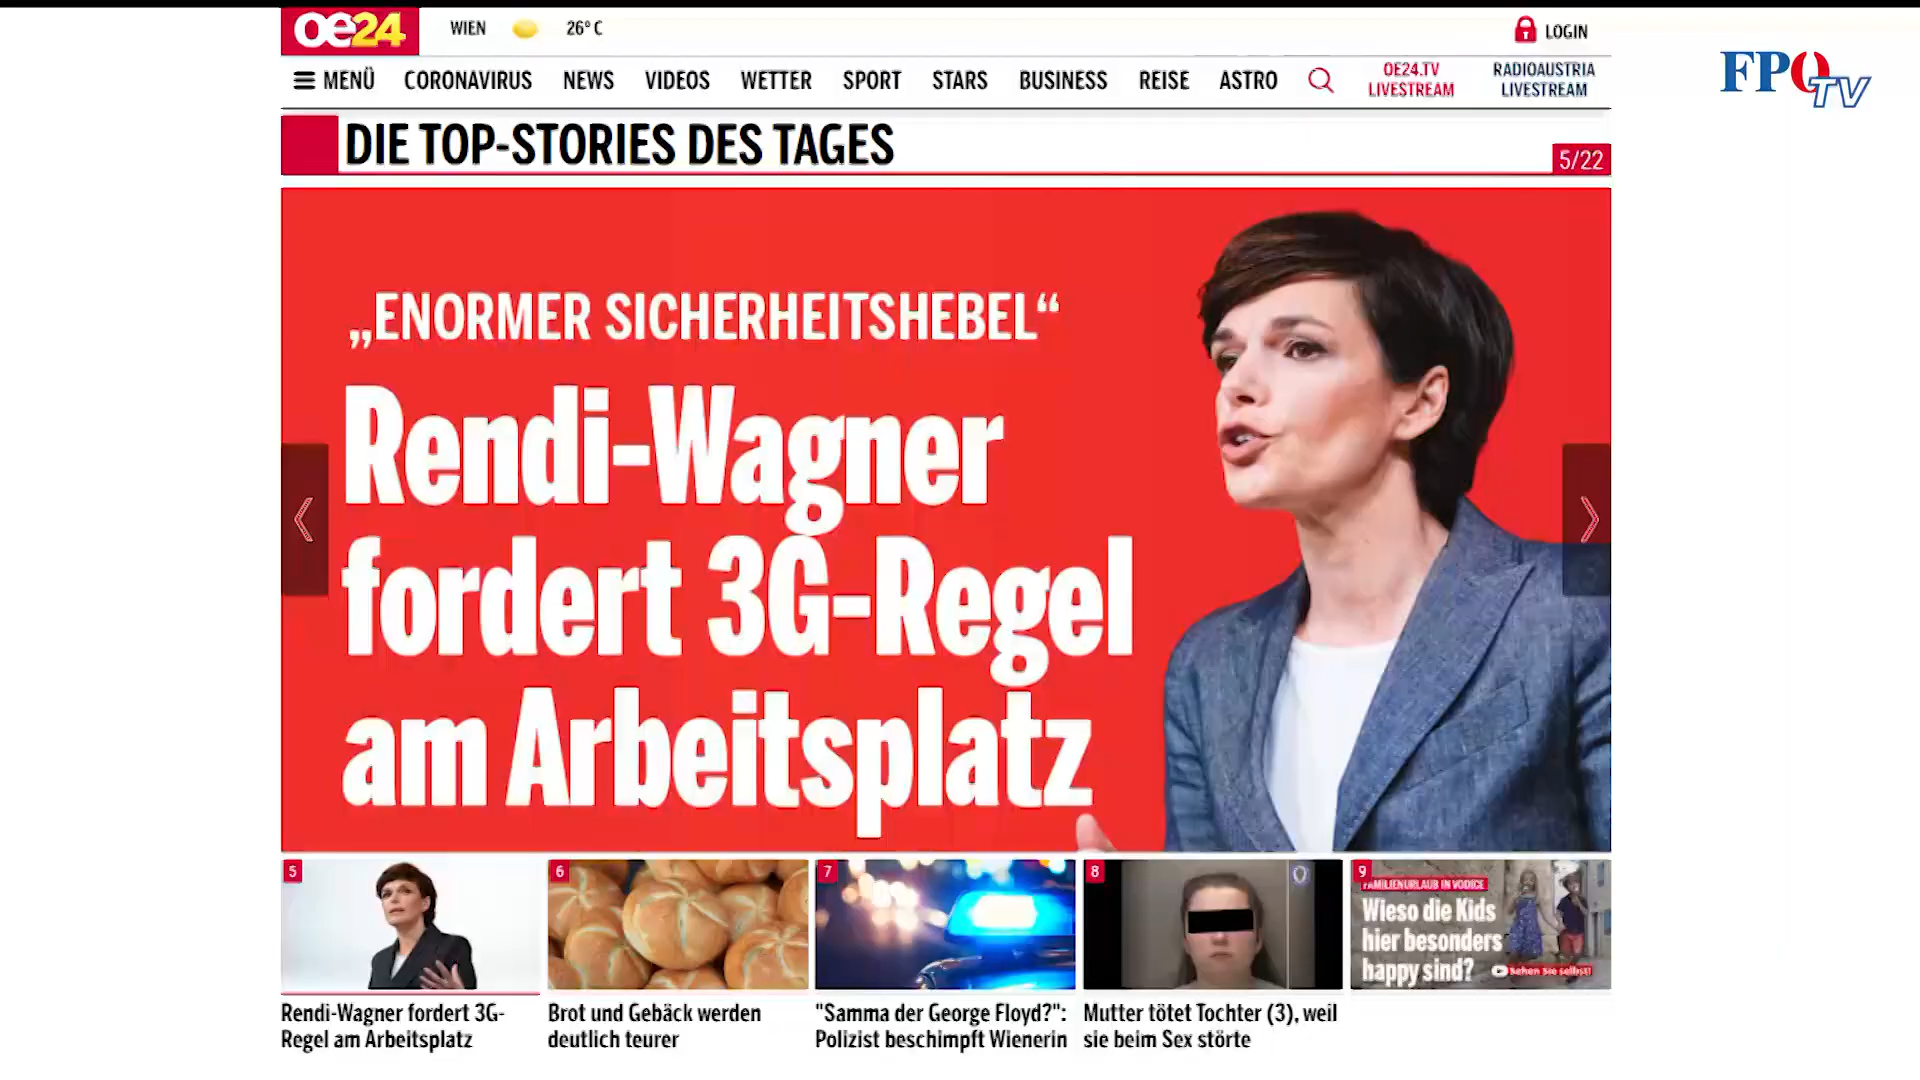 oe24
WIEN 26° C
LOGIN
FPÖ TV
MENÜ CORONAVIRUS NEWS VIDEOS WETTER SPORT STARS BUSINESS REISE ASTRO
OE24.TV LIVESTREAM
RADIOAUSTRIA LIVESTREAM
DIE TOP-STORIES DES TAGES
5/22
„ENORMER SICHERHEITSHEBEL“
Rendi-Wagner
fordert 3G-Regel
am Arbeitsplatz
5
Rendi-Wagner fordert 3G-
Regel am Arbeitsplatz
6
Brot und Gebäck werden
deutlich teurer
7
"Samma der George Floyd?":
Polizist beschimpft Wienerin
8
Mutter tötet Tochter (3), weil
sie beim Sex störte
9
FAMILIENURLAUB IN VODICE
Wieso die Kids
hier besonders
happy sind?
Sehen Sie selbst!